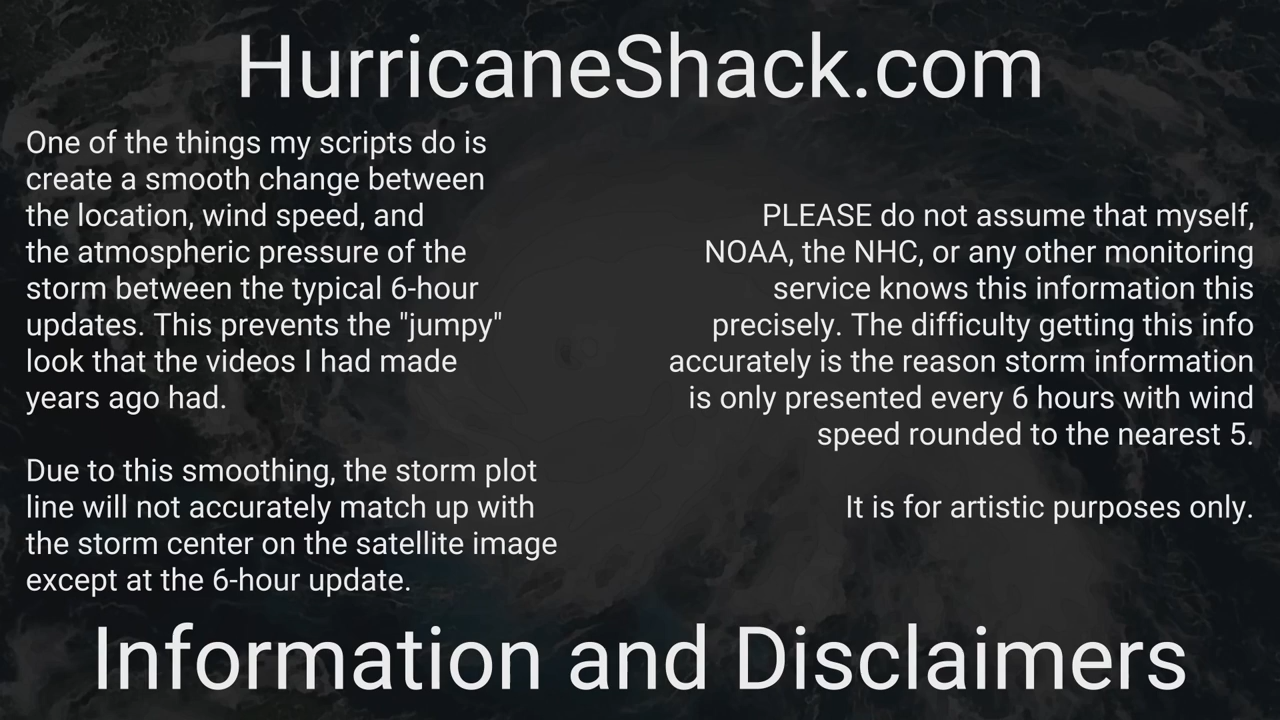 HurricaneShack.com
One of the things my scripts do is
create a smooth change between
the location, wind speed, and
the atmospheric pressure of the
storm between the typical 6-hour
updates. This prevents the "jumpy"
look that the videos I had made
years ago had.
Due to this smoothing, the storm plot
line will not accurately match up with
the storm center on the satellite image
except at the 6-hour update.
PLEASE do not assume that myself,
NOAA, the NHC, or any other monitoring
service knows this information this
precisely. The difficulty getting this info
accurately is the reason storm information
is only presented every 6 hours with wind
speed rounded to the nearest 5.
It is for artistic purposes only.
Information and Disclaimers